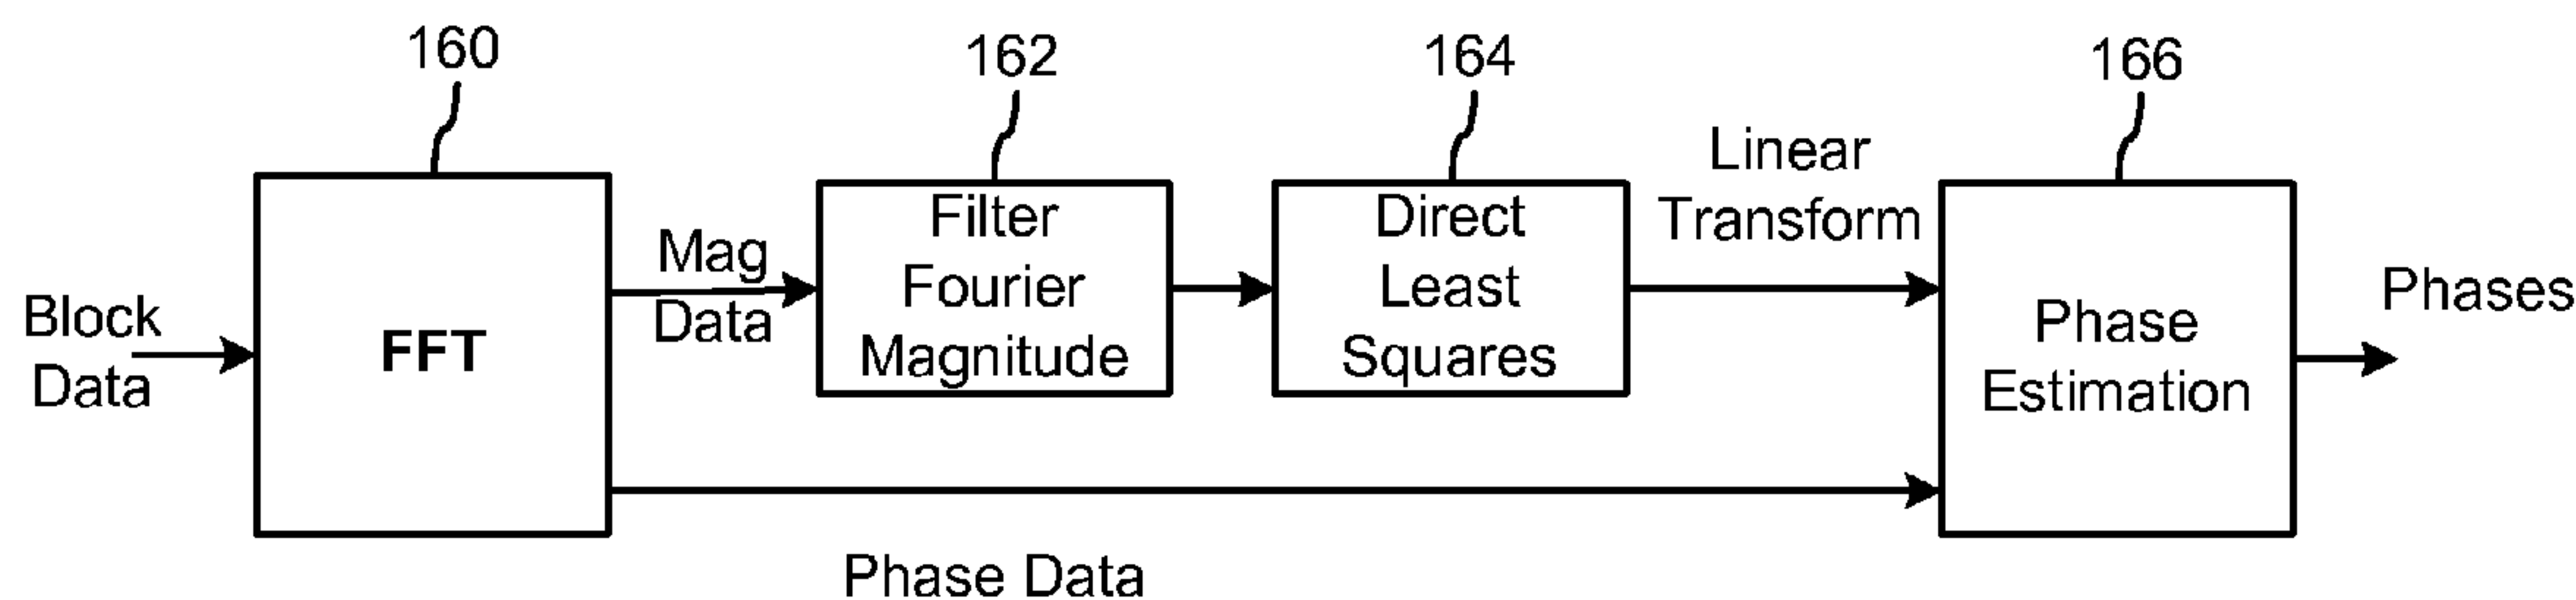 160
162
164
166
Block
Data
FFT
Mag
Data
Filter
Fourier
Magnitude
Direct
Least
Squares
Linear
Transform
Phase
Estimation
Phases
Phase Data